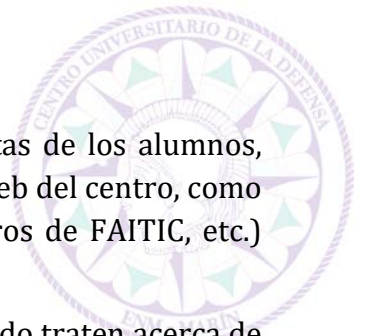 CENTRO UNIVERSITARIO DE LA DEFENSA
tas de los alumnos,
eb del centro, como
ros de FAITIC, etc.)
do traten acerca de